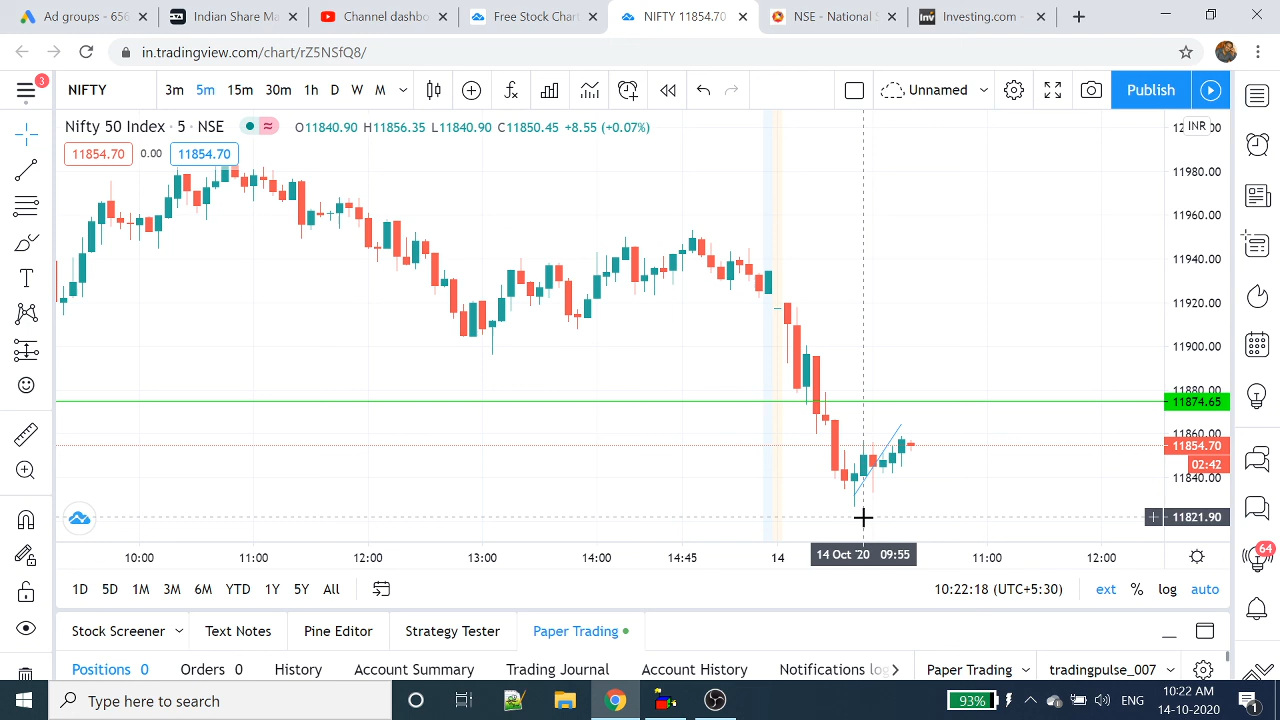 Ad groups - 656
Indian Share Ma
Channel dashbo
Free Stock Chart
NIFTY 11854.70
NSE - National S
Investing.com -
in.tradingview.com/chart/rZ5NSfQ8/
3
NIFTY
3m 5m 15m 30m 1h D W M
Unnamed
Publish
Nifty 50 Index · 5 · NSE
O11840.90 H11856.35 L11840.90 C11850.45 +8.55 (+0.07%)
11854.70 0.00 11854.70
INR
11980.00
11960.00
11940.00
11920.00
11900.00
11880.00
11874.65
11860.00
11854.70
02:42
11840.00
11821.90
10:00 11:00 12:00 13:00 14:00 14:45 14 14 Oct '20 09:55 11:00 12:00
64
1D 5D 1M 3M 6M YTD 1Y 5Y All
10:22:18 (UTC+5:30) ext % log auto
Stock Screener Text Notes Pine Editor Strategy Tester Paper Trading
Positions 0 Orders 0 History Account Summary Trading Journal Account History Notifications log Paper Trading tradingpulse_007
Type here to search
93%
ENG
10:22 AM
14-10-2020